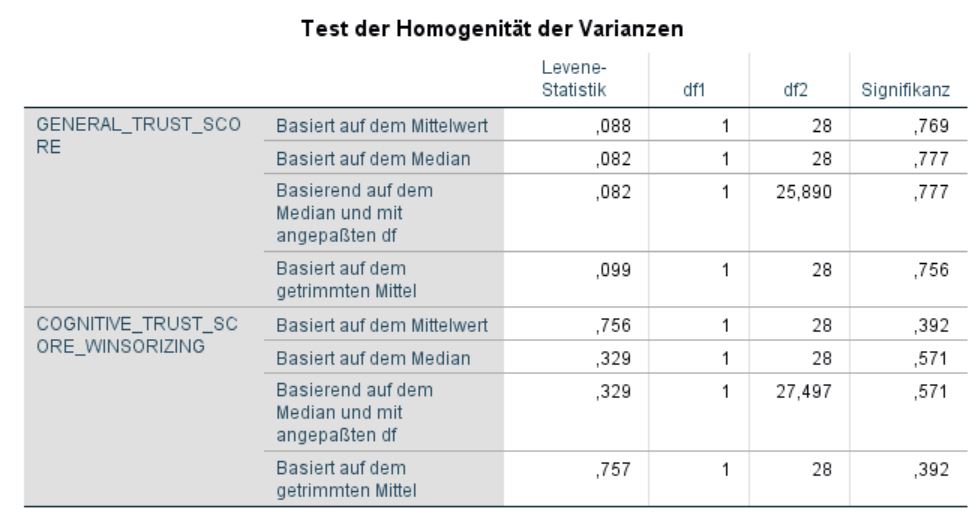 Test der Homogenität der Varianzen
Levene-
Statistik df1 df2 Signifikanz
GENERAL_TRUST_SCO
RE
Basiert auf dem Mittelwert ,088 1 28 ,769
Basiert auf dem Median ,082 1 28 ,777
Basierend auf dem
Median und mit
angepaßten df
,082 1 25,890 ,777
Basiert auf dem
getrimmten Mittel
,099 1 28 ,756
COGNITIVE_TRUST_SC
ORE_WINSORIZING
Basiert auf dem Mittelwert ,756 1 28 ,392
Basiert auf dem Median ,329 1 28 ,571
Basierend auf dem
Median und mit
angepaßten df
,329 1 27,497 ,571
Basiert auf dem
getrimmten Mittel
,757 1 28 ,392